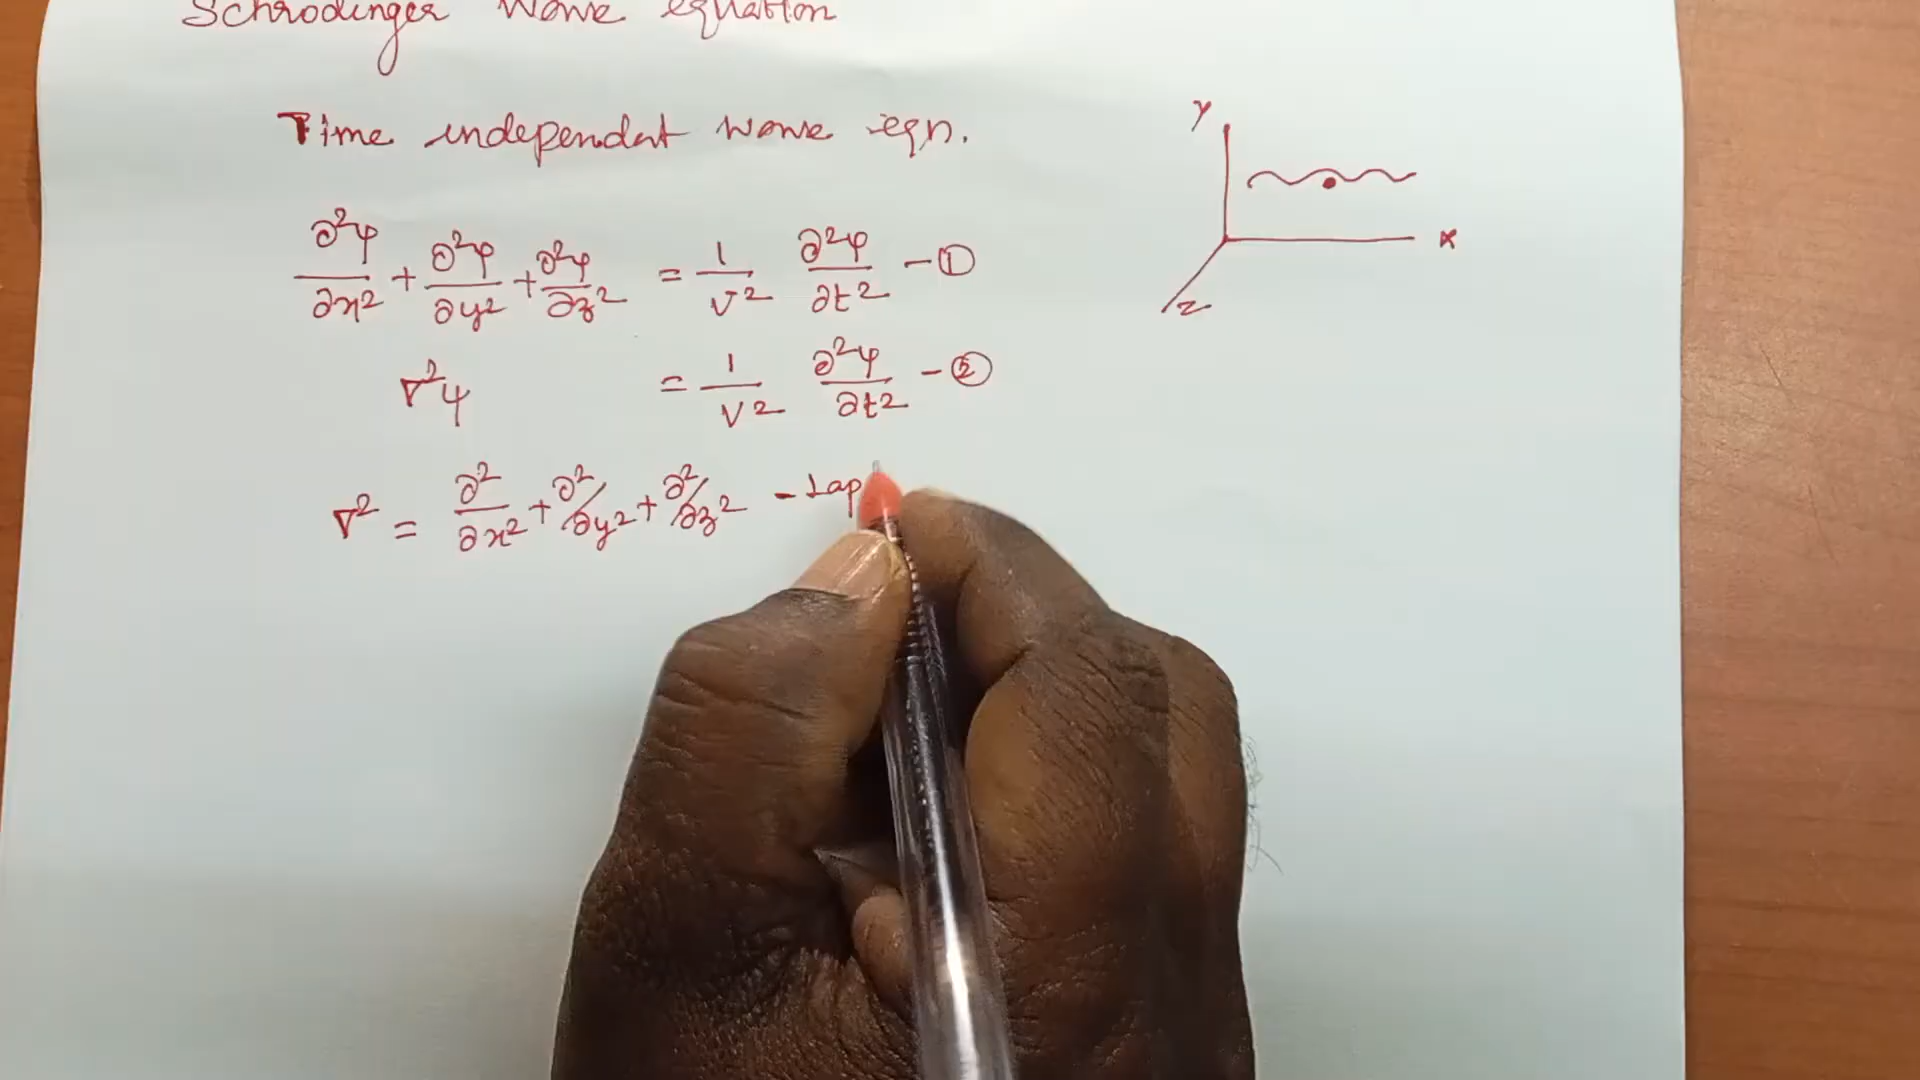 Schrodinger Wave equation
Time independat wave eqn.
∂²ψ/∂x² + ∂²ψ/∂y² + ∂²ψ/∂z² = 1/v² ∂²ψ/∂t² - ①
∇²ψ = 1/v² ∂²ψ/∂t² - ②
∇² = ∂²/∂x² + ∂²/∂y² + ∂²/∂z² - Lap
Y
X
Z